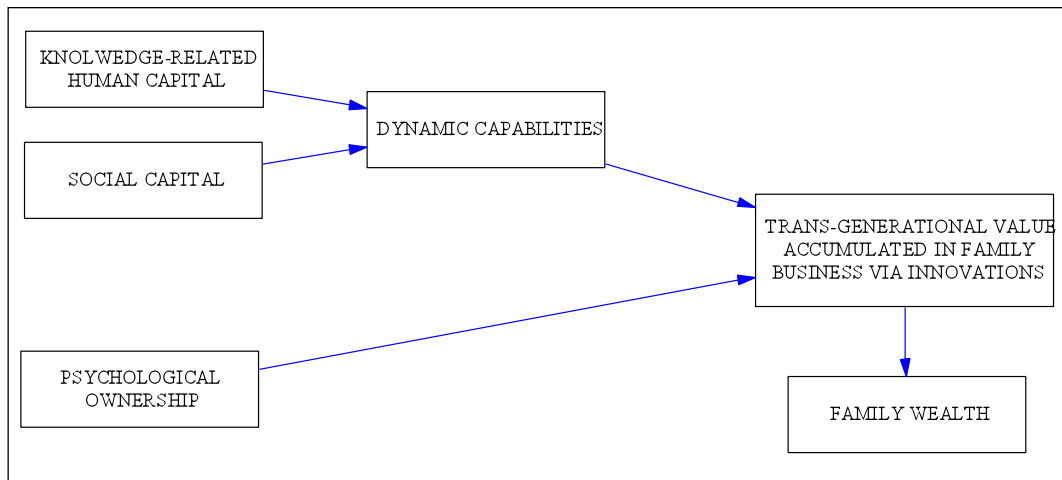 KNOLWEDGE-RELATED
HUMAN CAPITAL
DYNAMIC CAPABILITIES
SOCIAL CAPITAL
TRANS-GENERATIONAL VALUE
ACCUMULATED IN FAMILY
BUSINESS VIA INNOVATIONS
PSYCHOLOGICAL
OWNERSHIP
FAMILY WEALTH